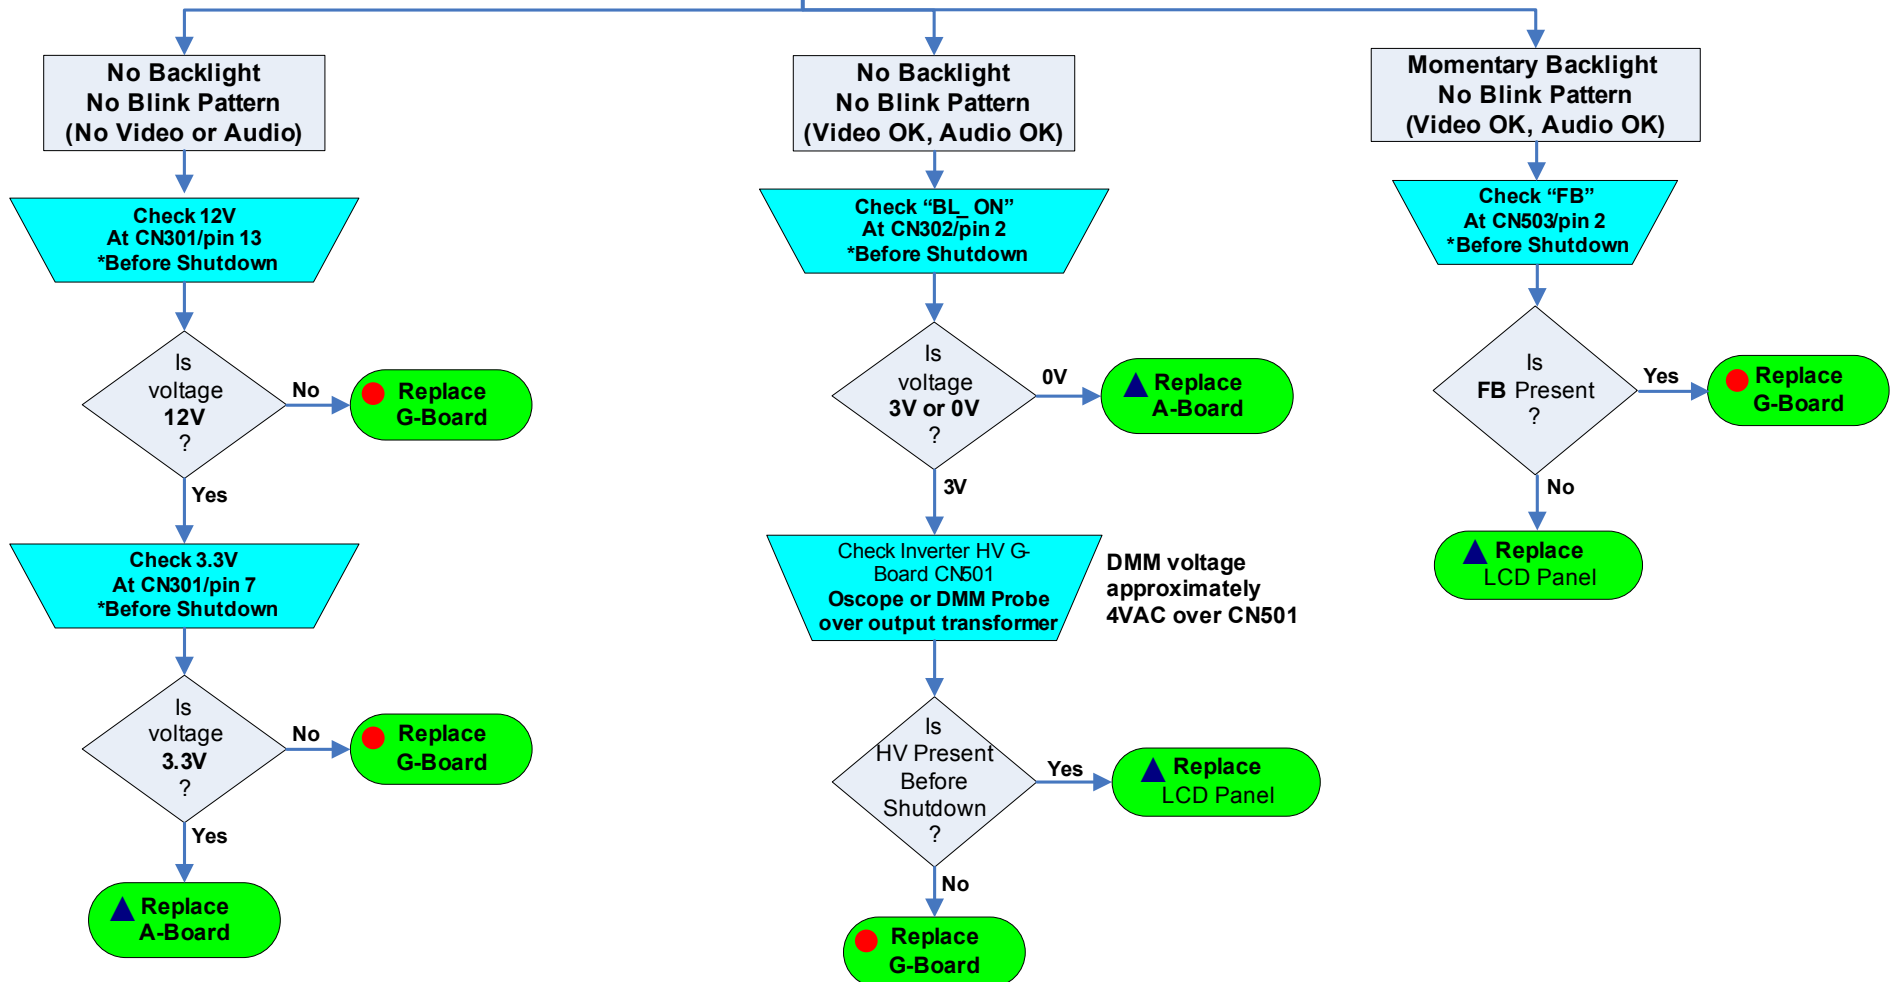 No Backlight
No Blink Pattern
(No Video or Audio)
Check 12V
At CN301/pin 13
*Before Shutdown
Is
voltage
12V
?
No
Replace
G-Board
Yes
Check 3.3V
At CN301/pin 7
*Before Shutdown
Is
voltage
3.3V
?
No
Replace
G-Board
Yes
Replace
A-Board
No Backlight
No Blink Pattern
(Video OK, Audio OK)
Check “BL_ ON”
At CN302/pin 2
*Before Shutdown
Is
voltage
3V or 0V
?
0V
Replace
A-Board
3V
Check Inverter HV G-
Board CN501
Oscope or DMM Probe
over output transformer
DMM voltage
approximately
4VAC over CN501
Is
HV Present
Before
Shutdown
?
Yes
Replace
LCD Panel
No
Replace
G-Board
Momentary Backlight
No Blink Pattern
(Video OK, Audio OK)
Check “FB”
At CN503/pin 2
*Before Shutdown
Is
FB Present
?
Yes
Replace
G-Board
No
Replace
LCD Panel